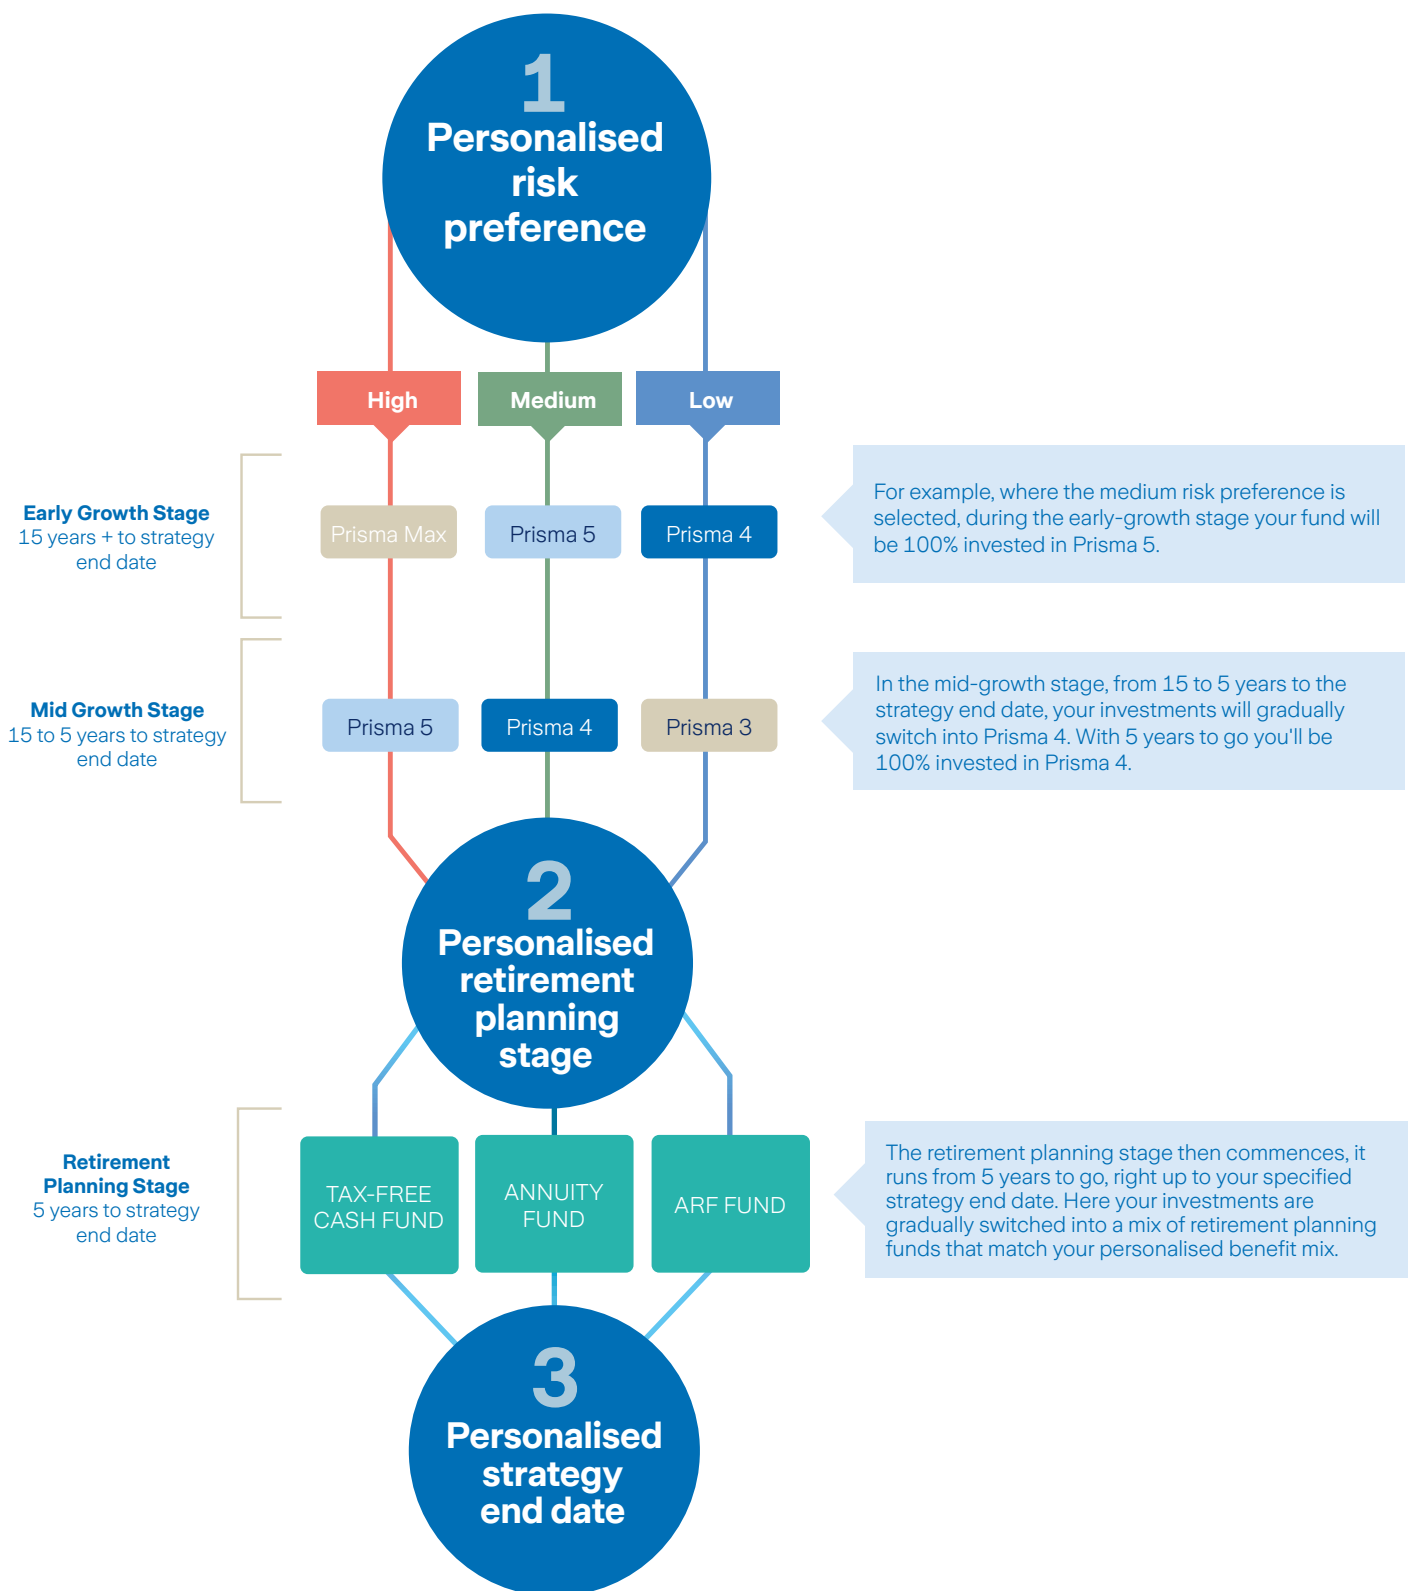 1
Personalised
risk
preference
High
Medium
Low
Early Growth Stage
15 years + to strategy
end date
Prisma Max
Prisma 5
Prisma 4
For example, where the medium risk preference is
selected, during the early-growth stage your fund will
be 100% invested in Prisma 5.
Mid Growth Stage
15 to 5 years to strategy
end date
Prisma 5
Prisma 4
Prisma 3
In the mid-growth stage, from 15 to 5 years to the
strategy end date, your investments will gradually
switch into Prisma 4. With 5 years to go you'll be
100% invested in Prisma 4.
2
Personalised
retirement
planning
stage
Retirement
Planning Stage
5 years to strategy
end date
TAX-FREE
CASH FUND
ANNUITY
FUND
ARF FUND
The retirement planning stage then commences, it
runs from 5 years to go, right up to your specified
strategy end date. Here your investments are
gradually switched into a mix of retirement planning
funds that match your personalised benefit mix.
3
Personalised
strategy
end date